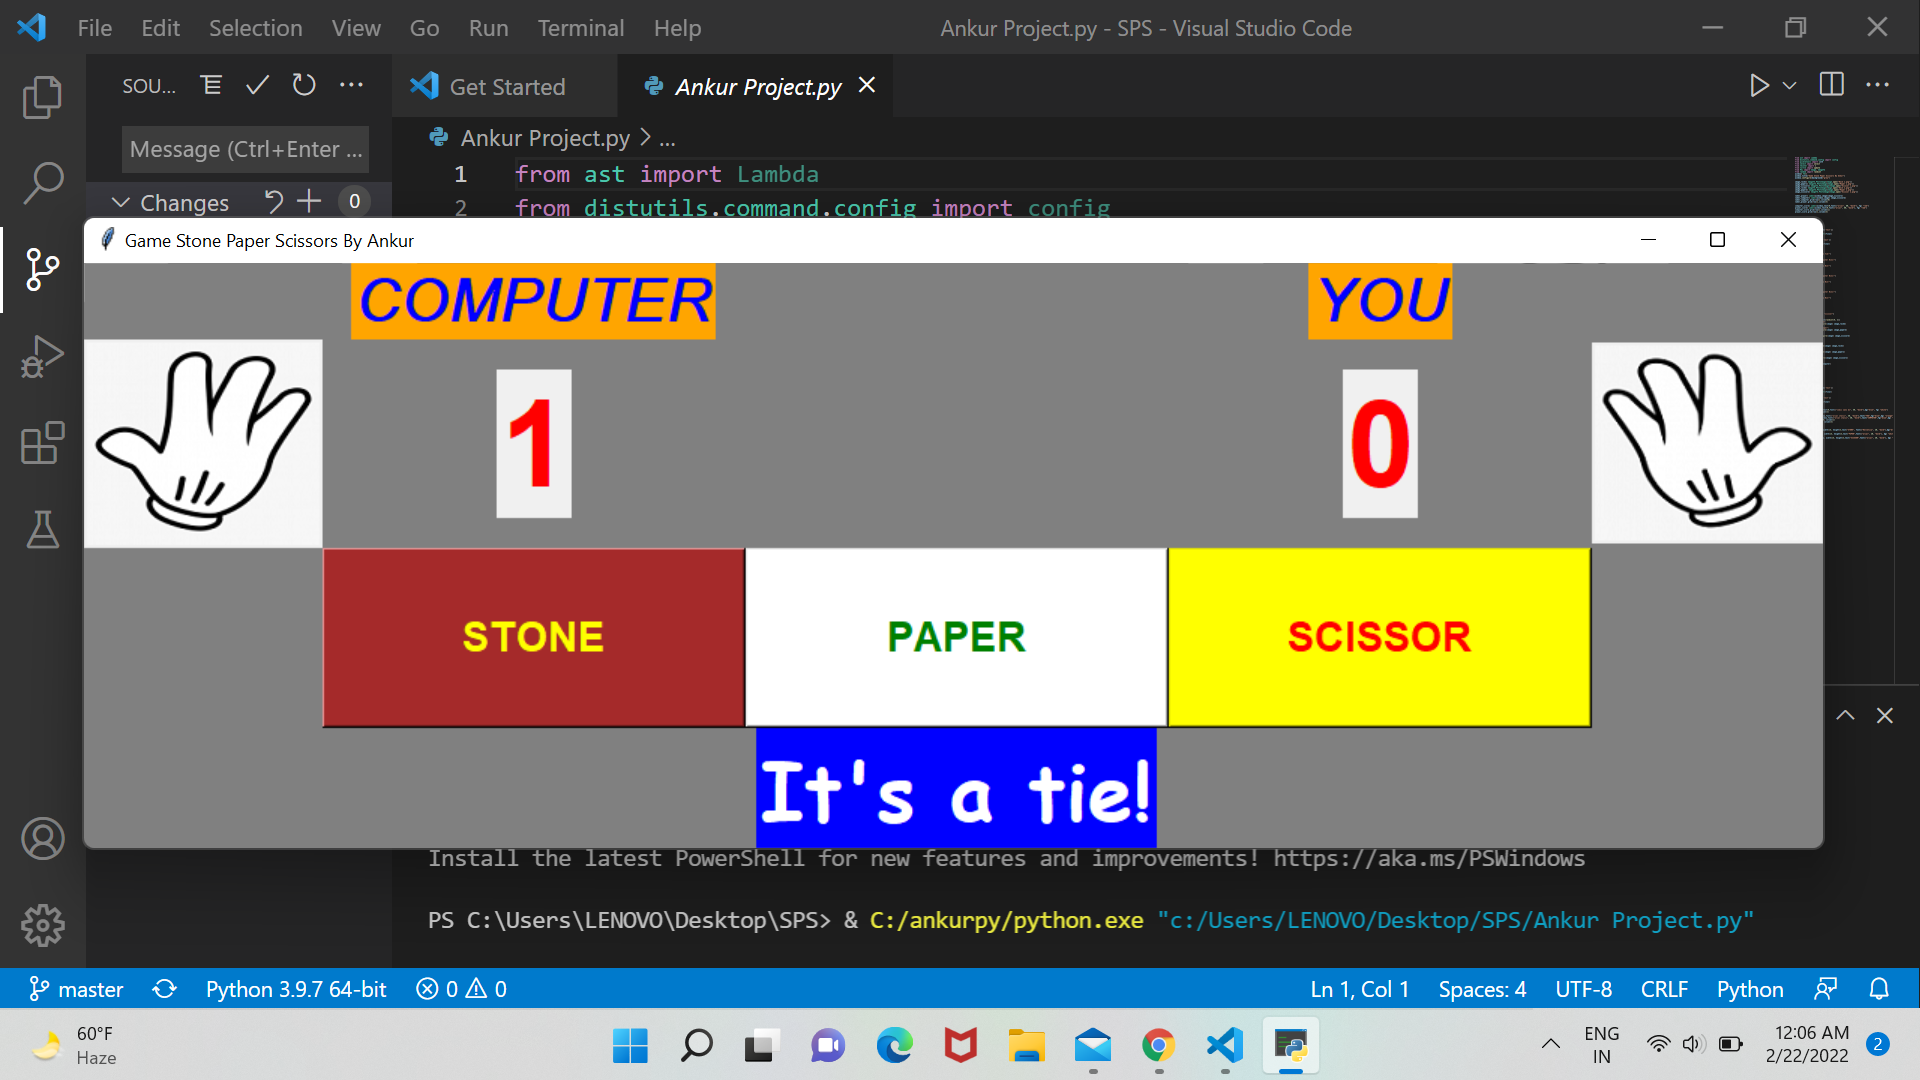 File Edit Selection View Go Run Terminal Help Ankur Project.py - SPS - Visual Studio Code
SOU... Get Started Ankur Project.py
Message (Ctrl+Enter ... Ankur Project.py > ...
1 from ast import Lambda
Changes 0
2 from distutils.command.config import config
Game Stone Paper Scissors By Ankur
COMPUTER YOU
1 0
STONE PAPER SCISSOR
It's a tie!
Install the latest PowerShell for new features and improvements! https://aka.ms/PSWindows
PS C:\Users\LENOVO\Desktop\SPS> & C:/ankurpy/python.exe "c:/Users/LENOVO/Desktop/SPS/Ankur Project.py"
master Python 3.9.7 64-bit 0 0 Ln 1, Col 1 Spaces: 4 UTF-8 CRLF Python
60°F ENG 12:06 AM
Haze IN 2/22/2022 2